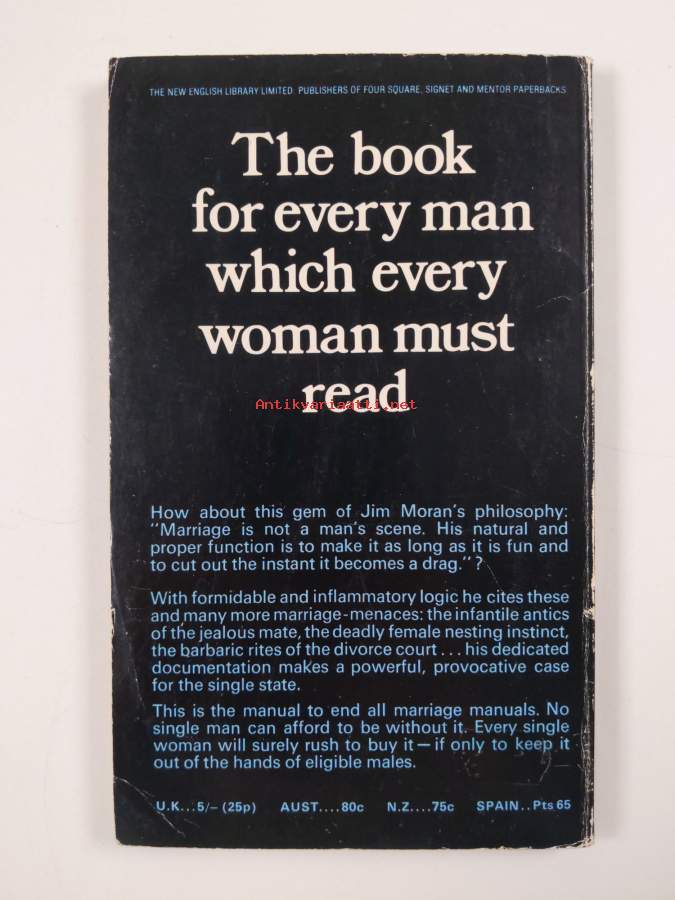 THE NEW ENGLISH LIBRARY LIMITED PUBLISHERS OF FOUR SQUARE, SIGNET AND MENTOR PAPERBACKS
The book
for every man
which every
woman must
read
Antikvariaatti.net
How about this gem of Jim Moran's philosophy:
"Marriage is not a man's scene. His natural and
proper function is to make it as long as it is fun and
to cut out the instant it becomes a drag."?
With formidable and inflammatory logic he cites these
and many more marriage-menaces: the infantile antics
of the jealous mate, the deadly female nesting instinct,
the barbaric rites of the divorce court... his dedicated
documentation makes a powerful, provocative case
for the single state.
This is the manual to end all marriage manuals. No
single man can afford to be without it. Every single
woman will surely rush to buy it — if only to keep it
out of the hands of eligible males.
U.K...5/– (25p) AUST....80c N.Z....75c SPAIN..Pts 65